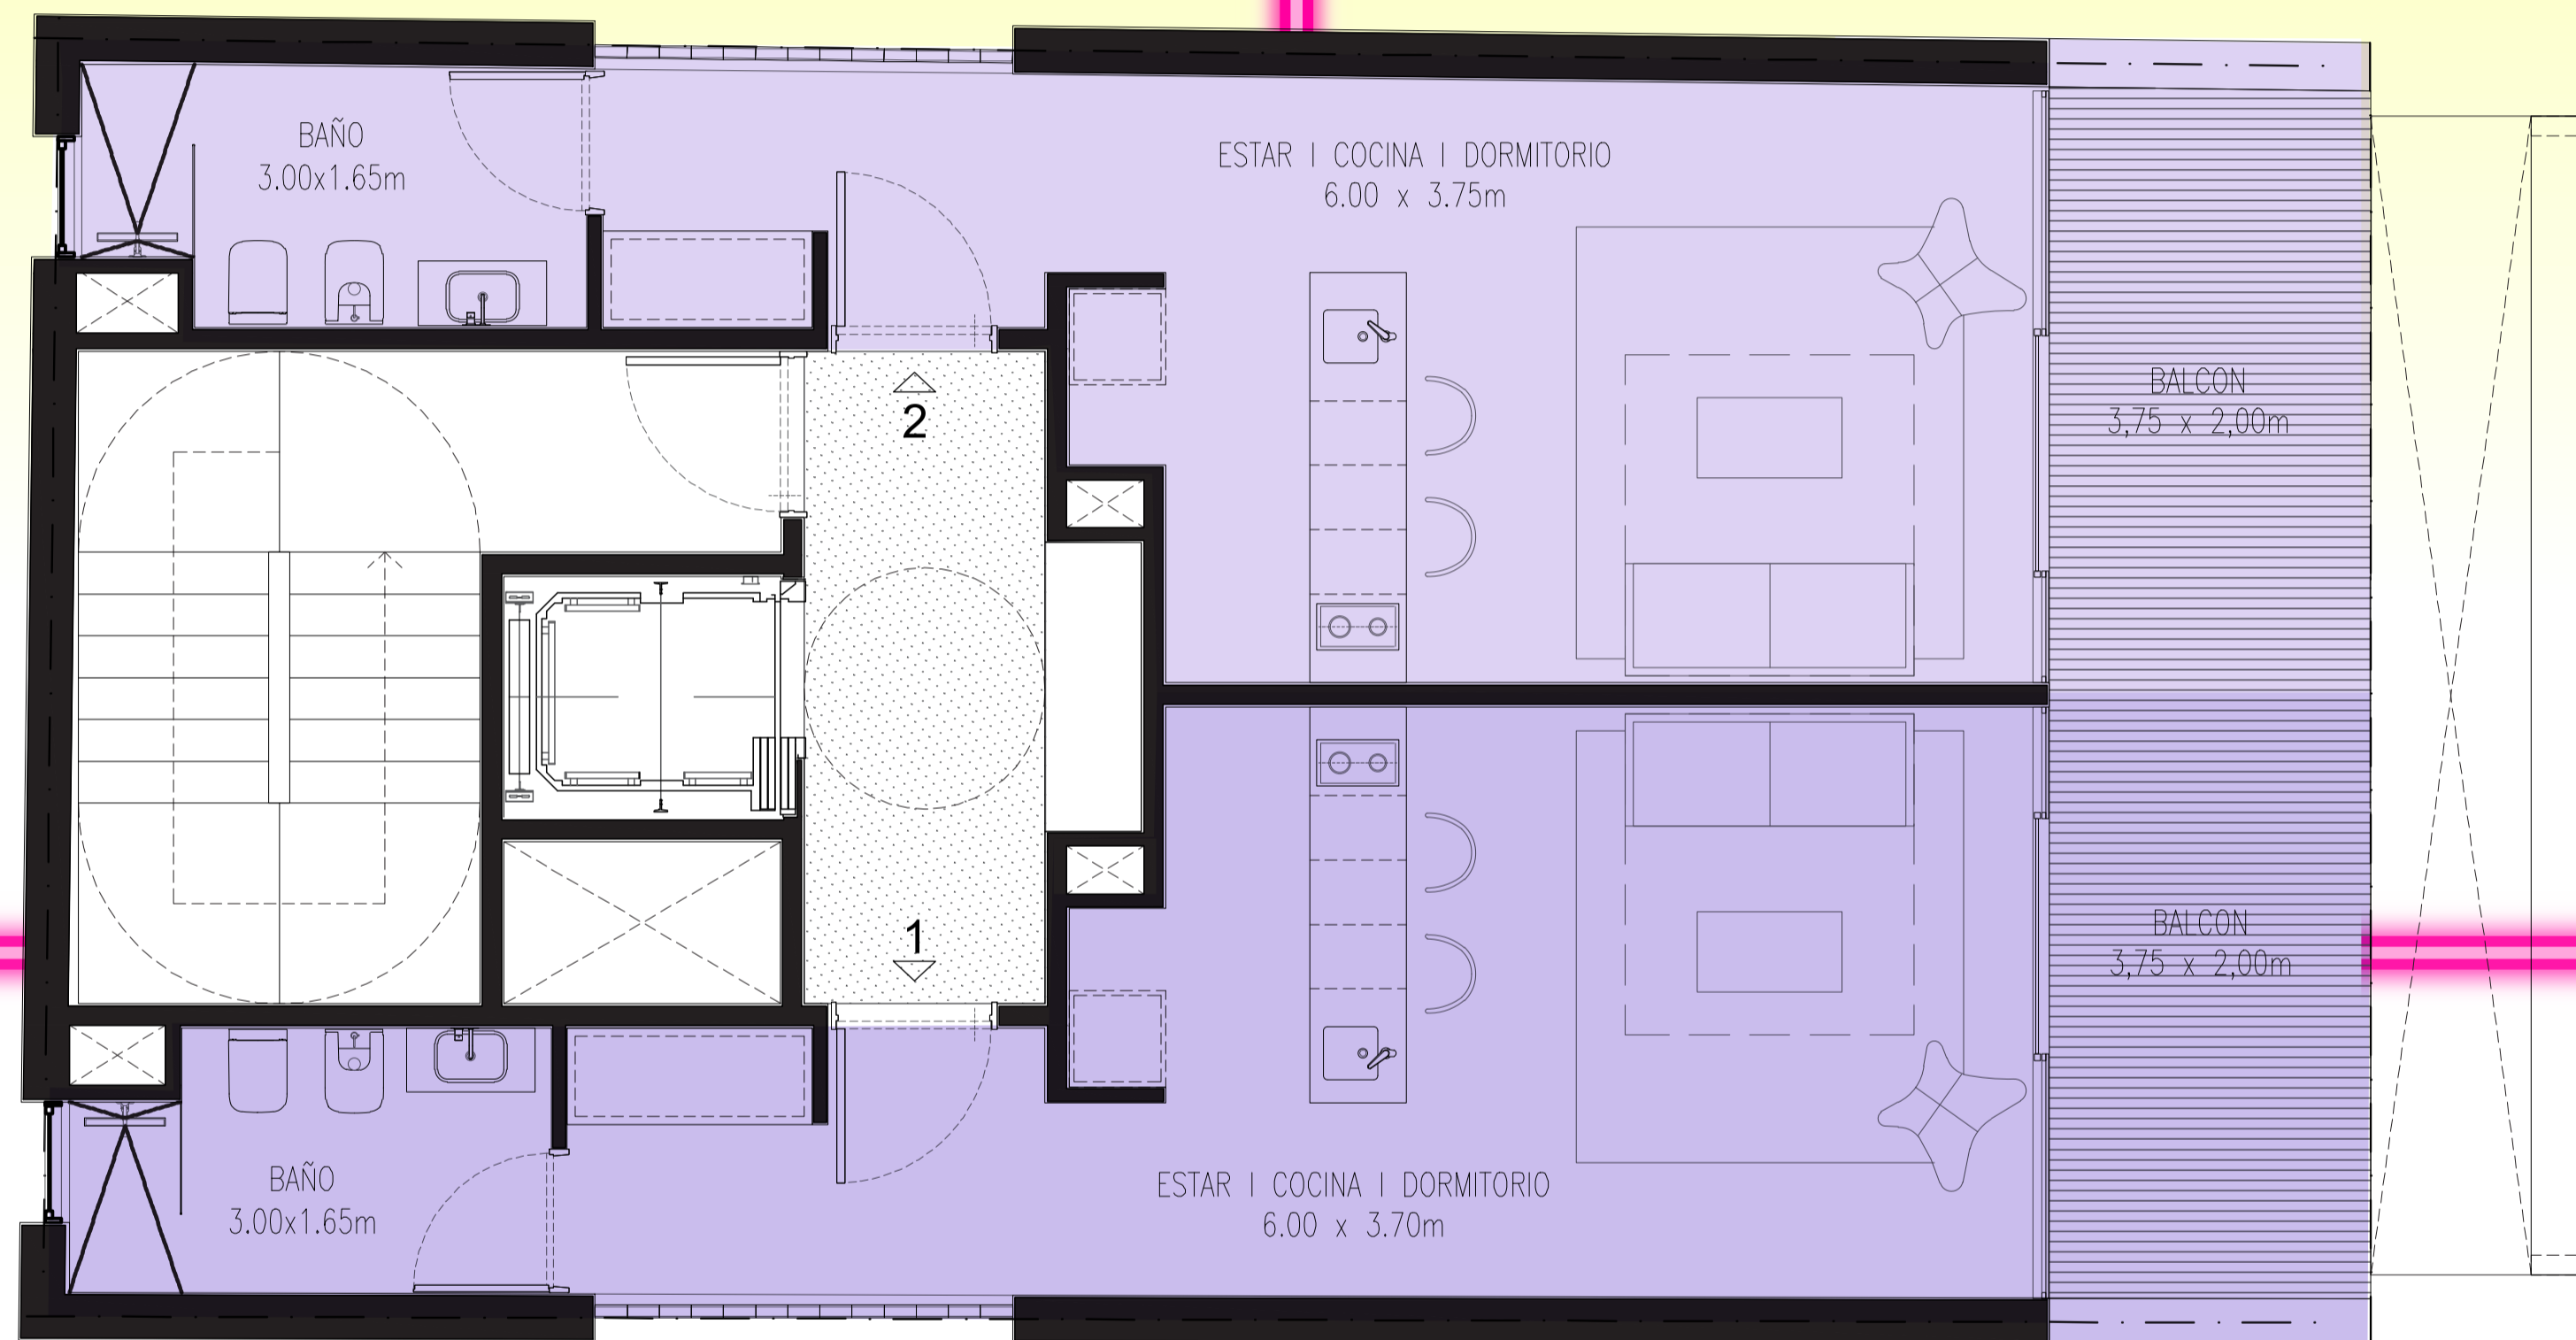 BAÑO
3.00x1.65m
ESTAR I COCINA I DORMITORIO
6.00 x 3.75m
BALCON
3,75 x 2,00m
2
1
BALCON
3,75 x 2,00m
BAÑO
3.00x1.65m
ESTAR I COCINA I DORMITORIO
6.00 x 3.70m